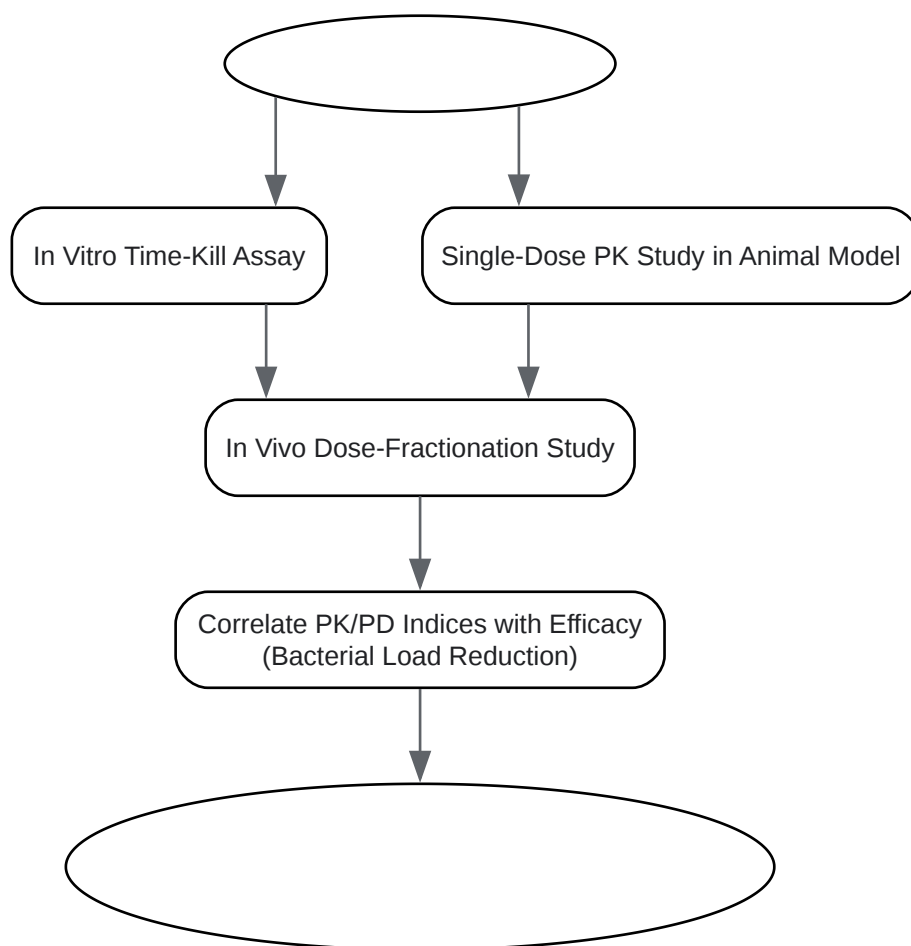 In Vitro Time-Kill Assay
Single-Dose PK Study in Animal Model
In Vivo Dose-Fractionation Study
Correlate PK/PD Indices with Efficacy
(Bacterial Load Reduction)